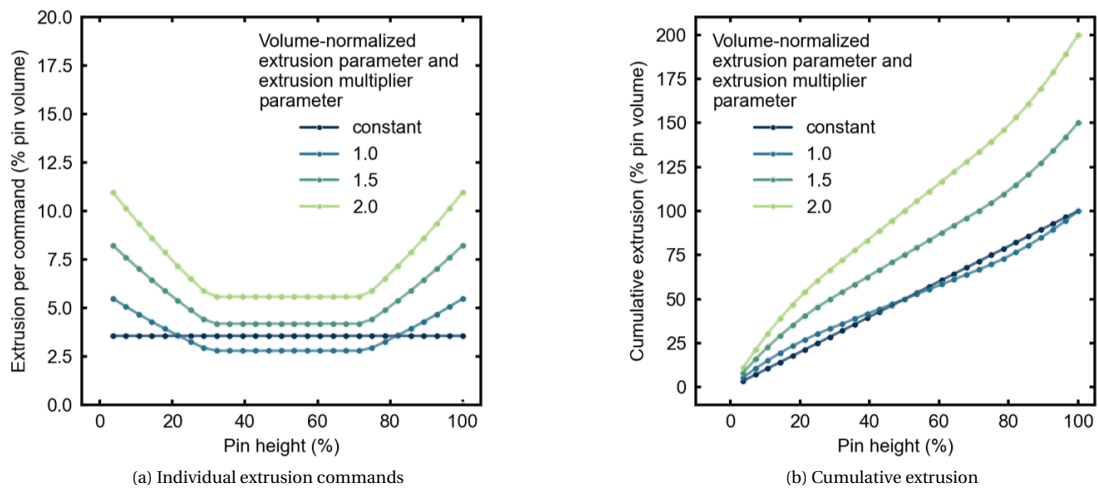 20.0
17.5
15.0
12.5
10.0
7.5
5.0
2.5
0.0
Extrusion per command (% pin volume)
Volume-normalized
extrusion parameter and
extrusion multiplier
parameter
constant
1.0
1.5
2.0
0 20 40 60 80 100
Pin height (%)
(a) Individual extrusion commands
200
175
150
125
100
75
50
25
0
Cumulative extrusion (% pin volume)
Volume-normalized
extrusion parameter and
extrusion multiplier
parameter
constant
1.0
1.5
2.0
0 20 40 60 80 100
Pin height (%)
(b) Cumulative extrusion